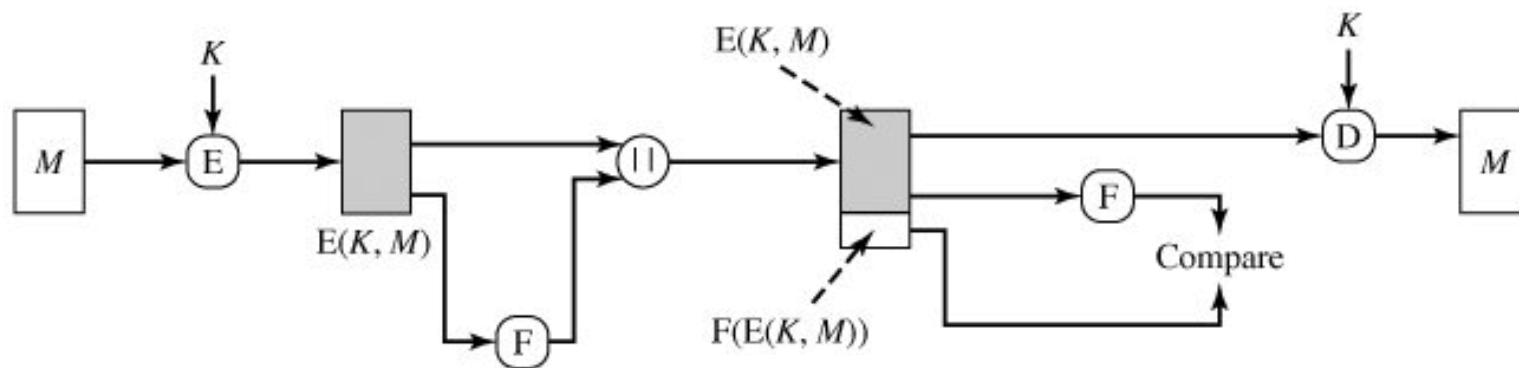 K
M
E
E(K, M)
F
||
E(K, M)
F(E(K, M))
F
Compare
K
D
M